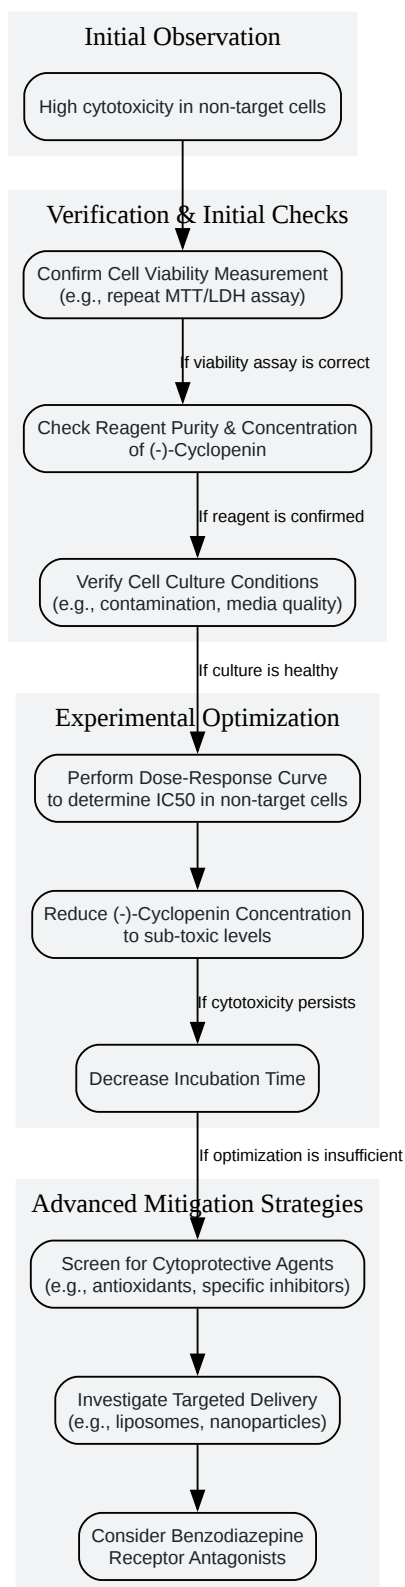 Initial Observation
High cytotoxicity in non-target cells
Verification & Initial Checks
Confirm Cell Viability Measurement
(e.g., repeat MTT/LDH assay)
If viability assay is correct
Check Reagent Purity & Concentration
of (-)-Cyclopenin
If reagent is confirmed
Verify Cell Culture Conditions
(e.g., contamination, media quality)
If culture is healthy
Experimental Optimization
Perform Dose-Response Curve
to determine IC50 in non-target cells
Reduce (-)-Cyclopenin Concentration
to sub-toxic levels
If cytotoxicity persists
Decrease Incubation Time
If optimization is insufficient
Advanced Mitigation Strategies
Screen for Cytoprotective Agents
(e.g., antioxidants, specific inhibitors)
Investigate Targeted Delivery
(e.g., liposomes, nanoparticles)
Consider Benzodiazepine
Receptor Antagonists